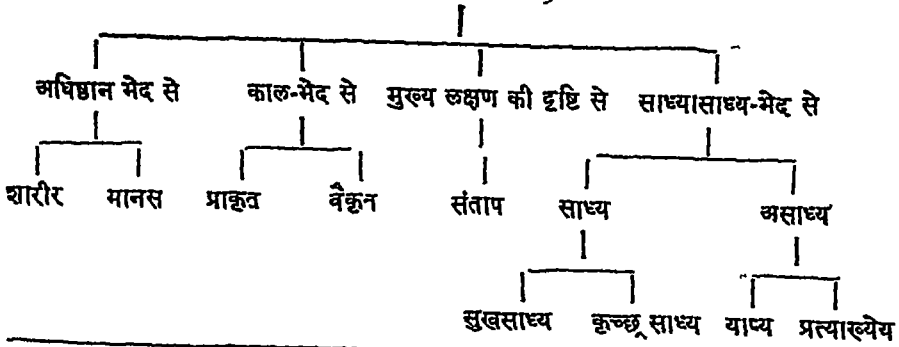 अधिष्ठान भेद से काल-भेद से मुख्य लक्षण की दृष्टि से साध्यासाध्य-भेद से
शारीर मानस प्राकृत वैकृत संताप साध्य असाध्य
सुखसाध्य कृच्छ्र साध्य याप्य प्रत्याख्येय